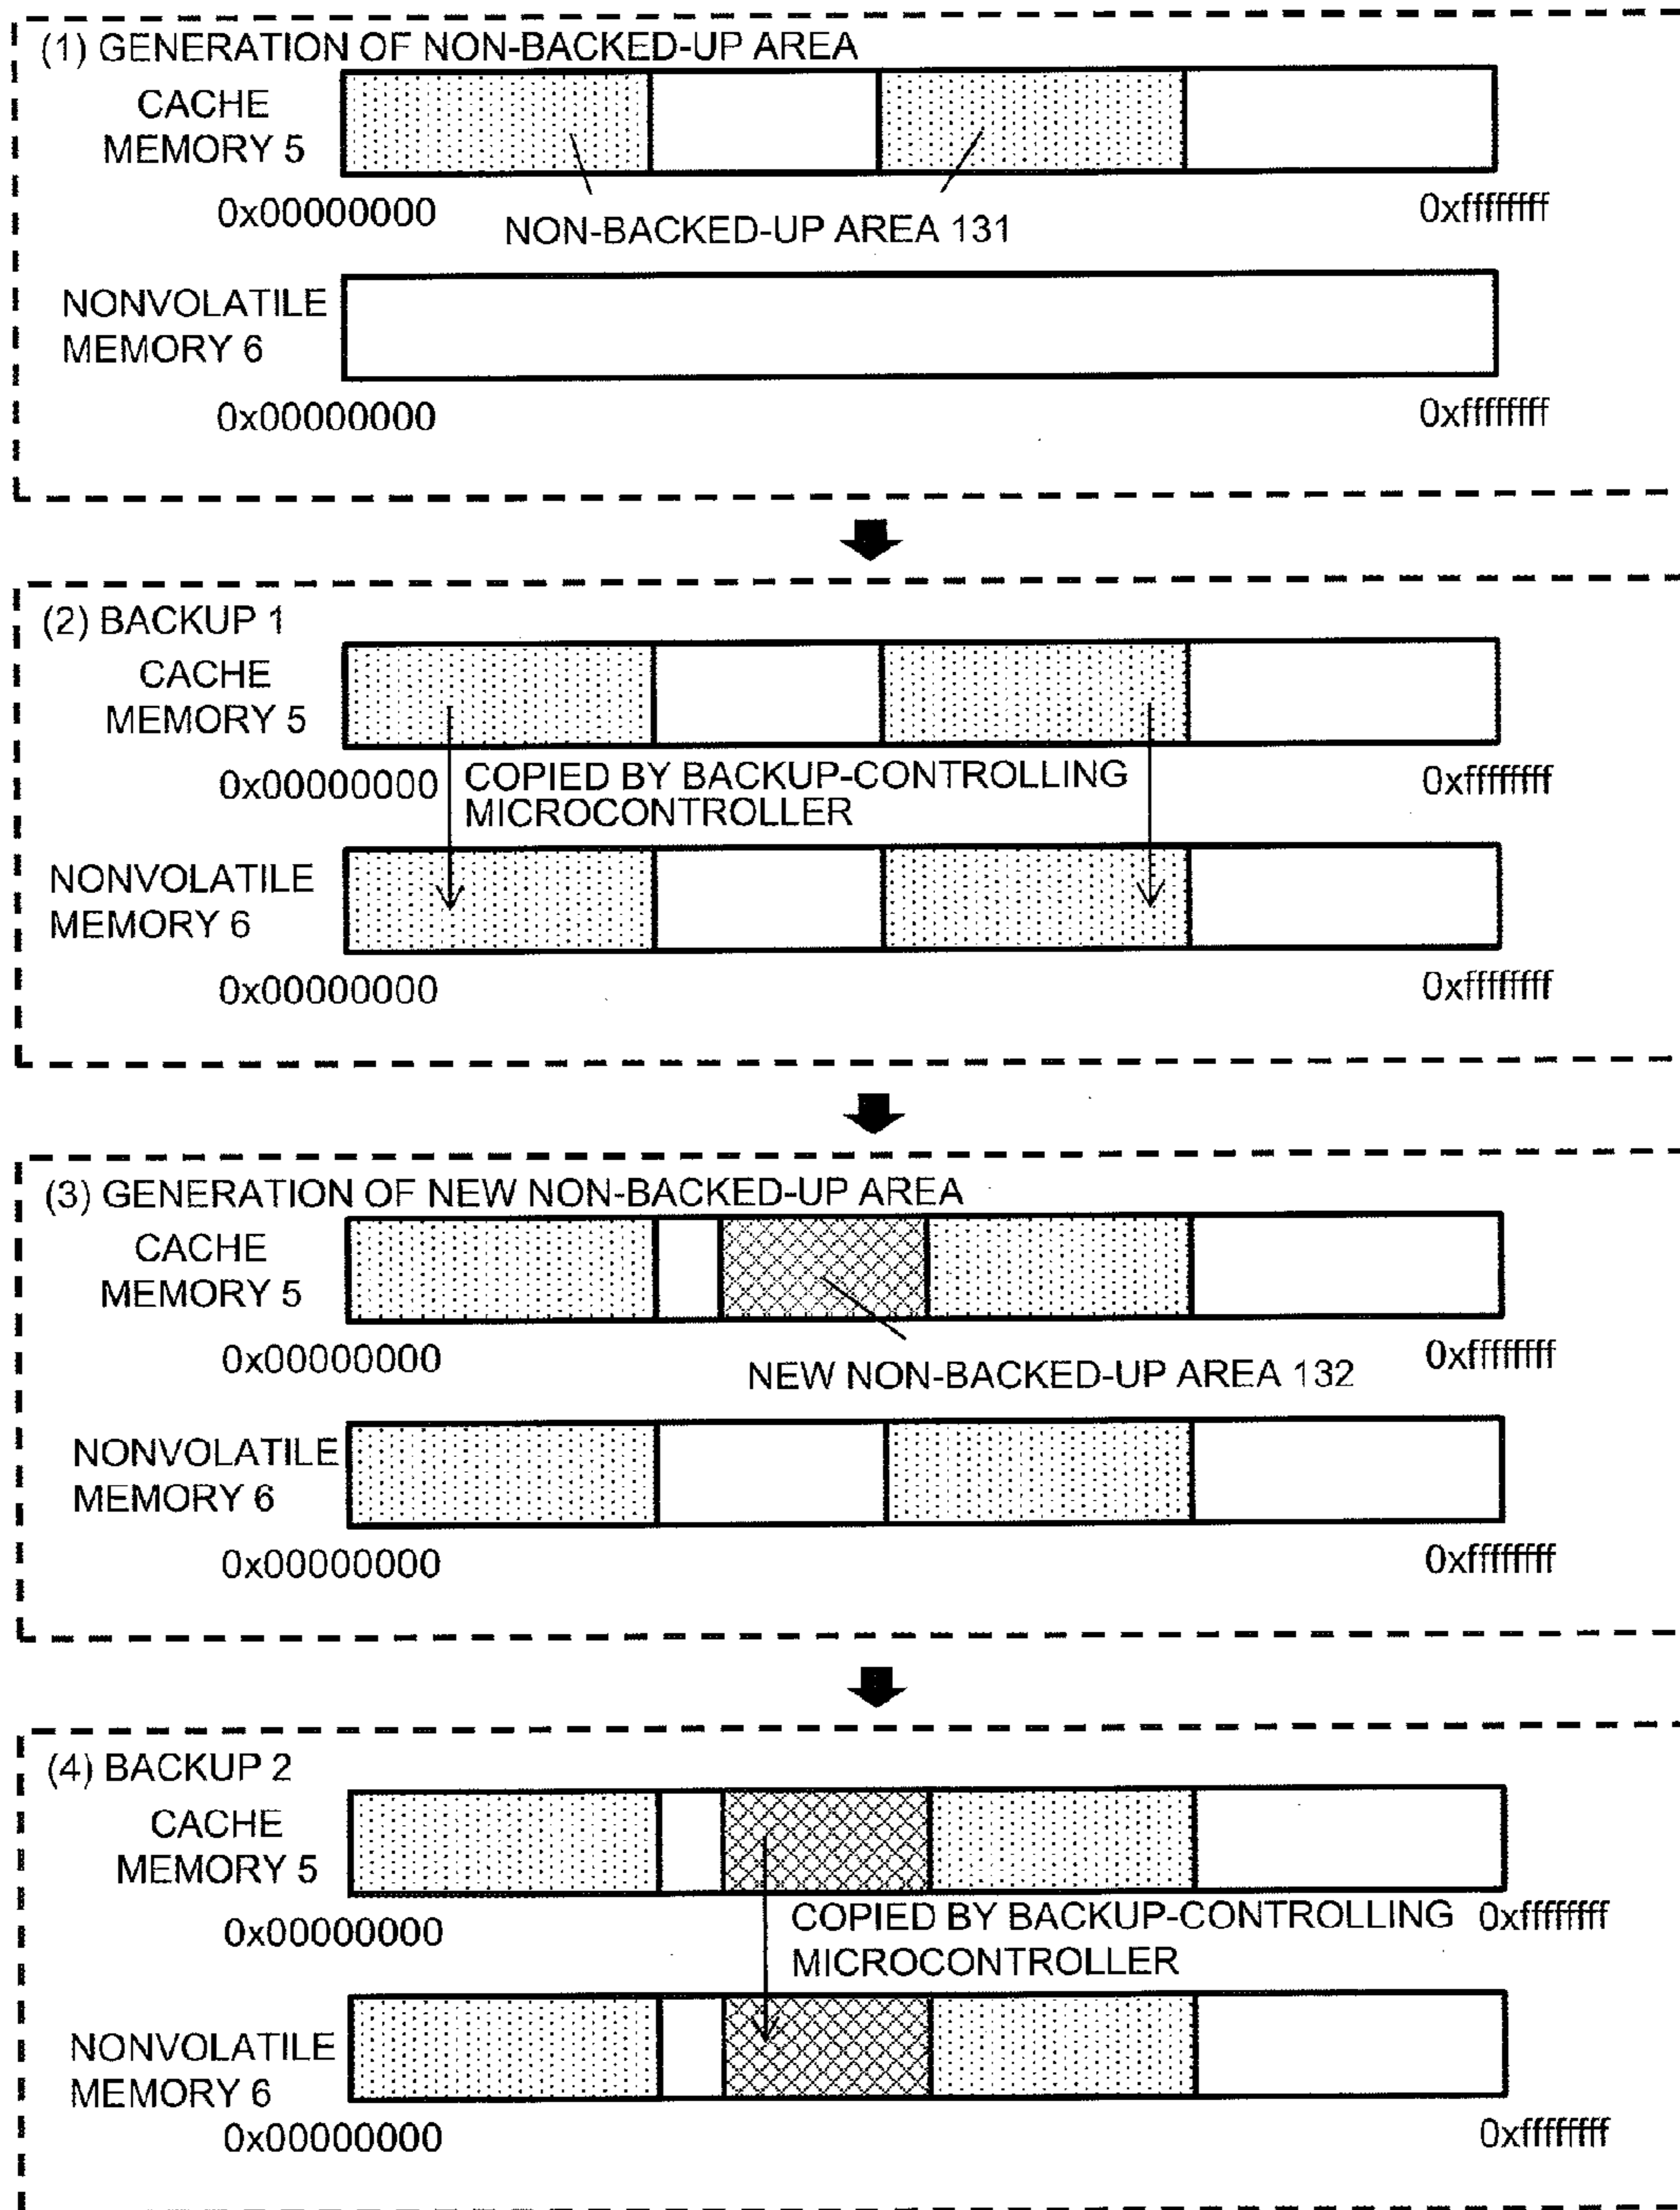 (1) GENERATION OF NON-BACKED-UP AREA
CACHE
MEMORY 5
0x00000000
NON-BACKED-UP AREA 131
0xffffffff
NONVOLATILE
MEMORY 6
0x00000000
0xffffffff
(2) BACKUP 1
CACHE
MEMORY 5
0x00000000
COPIED BY BACKUP-CONTROLLING
MICROCONTROLLER
0xffffffff
NONVOLATILE
MEMORY 6
0x00000000
0xffffffff
(3) GENERATION OF NEW NON-BACKED-UP AREA
CACHE
MEMORY 5
0x00000000
NEW NON-BACKED-UP AREA 132
0xffffffff
NONVOLATILE
MEMORY 6
0x00000000
0xffffffff
(4) BACKUP 2
CACHE
MEMORY 5
0x00000000
COPIED BY BACKUP-CONTROLLING
MICROCONTROLLER
0xffffffff
NONVOLATILE
MEMORY 6
0x00000000
0xffffffff